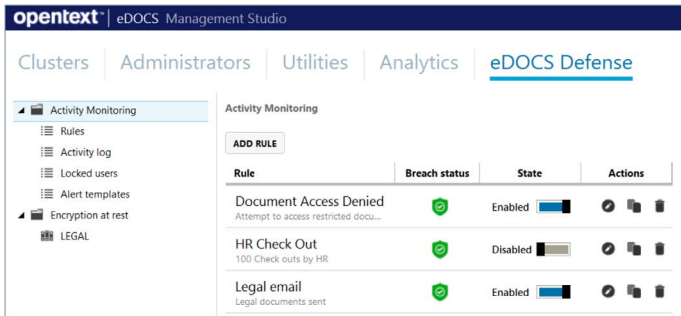 opentext™ | eDOCS Management Studio
Clusters Administrators Utilities Analytics eDOCS Defense
Activity Monitoring
Rules
Activity log
Locked users
Alert templates
Encryption at rest
LEGAL
Activity Monitoring
ADD RULE
Rule Breach status State Actions
Document Access Denied
Attempt to access restricted docu...
Enabled
HR Check Out
100 Check outs by HR
Disabled
Legal email
Legal documents sent
Enabled